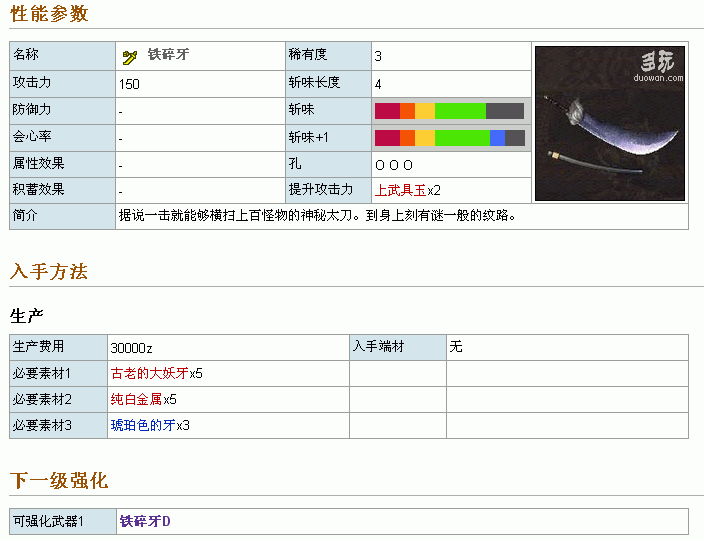 性能参数
名称 铁碎牙 稀有度 3
多玩
duowan.com
攻击力 150 斩味长度 4
防御力 - 斩味
会心率 - 斩味+1
属性效果 - 孔 ○ ○ ○
积蓄效果 - 提升攻击力 上武具玉x2
简介 据说一击就能够横扫上百怪物的神秘太刀。到身上刻有谜一般的纹路。
入手方法
生产
生产费用 30000z 入手端材 无
必要素材1 古老的大妖牙x5
必要素材2 纯白金属x5
必要素材3 琥珀色的牙x3
下一级强化
可强化武器1 铁碎牙D